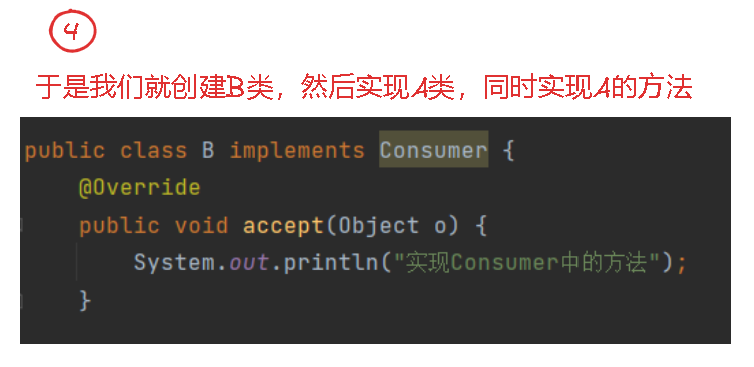 4
于是我们就创建B类，然后实现A类，同时实现A的方法
public class B implements Consumer {
@Override
public void accept(Object o) {
System.out.println("实现Consumer中的方法");
}